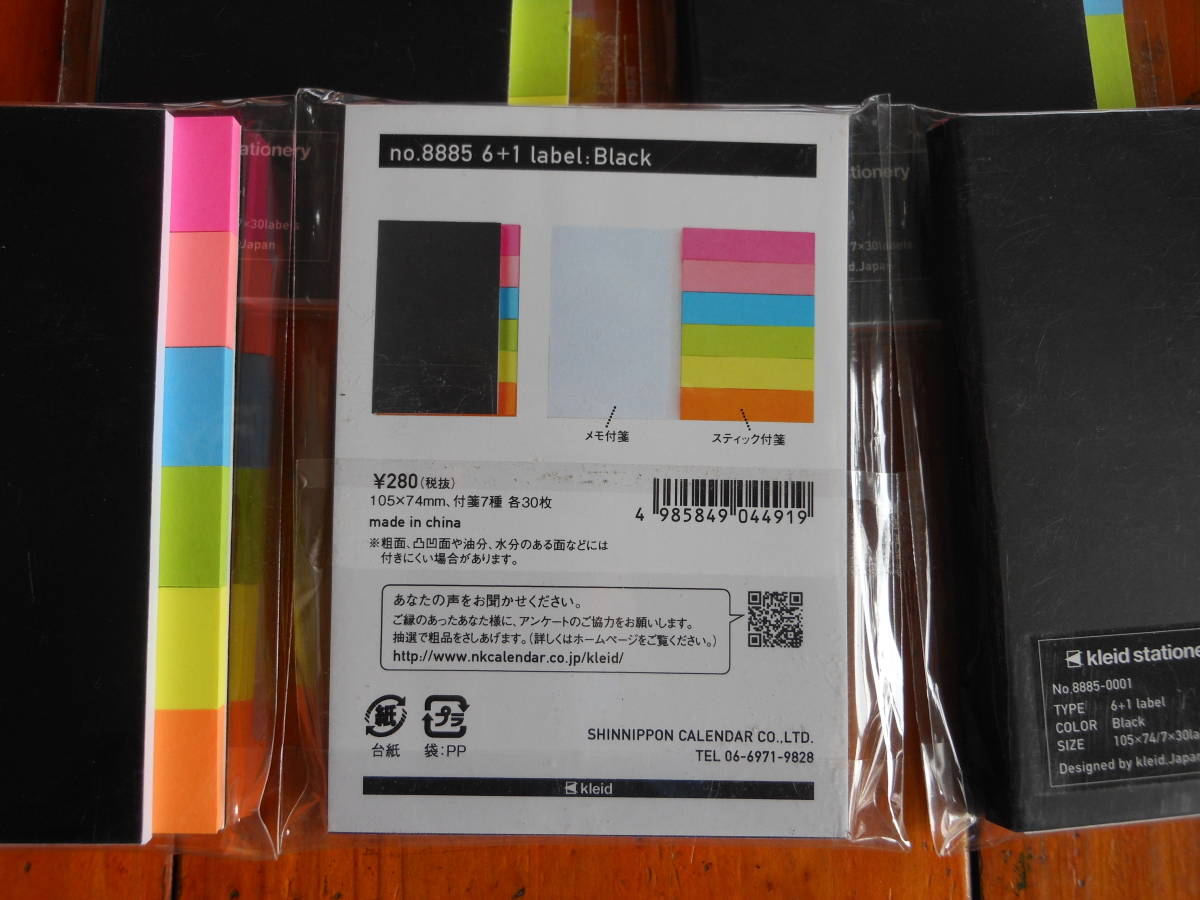 ationery
7×30labels
Japan
no.8885 6+1 label:Black
メモ付箋
スティック付箋
¥280(税抜)
105×74mm、付箋7種 各30枚
made in china
※粗面、凸凹面や油分、水分のある面などには
付きにくい場合があります。
4 985849 044919
あなたの声をお聞かせください。
ご縁のあったあなた様に、アンケートのご協力をお願いします。
抽選で粗品をさしあげます。(詳しくはホームページをご覧ください。)
http://www.nkcalendar.co.jp/kleid/
紙
プラ
台紙
袋:PP
SHINNIPPON CALENDAR CO.,LTD.
TEL 06-6971-9828
kleid
tionery
7×30labels
d.Japan
kleid statione
No.8885-0001
TYPE 6+1 label
COLOR Black
SIZE 105×74/7×30la
Designed by kleid.Japan